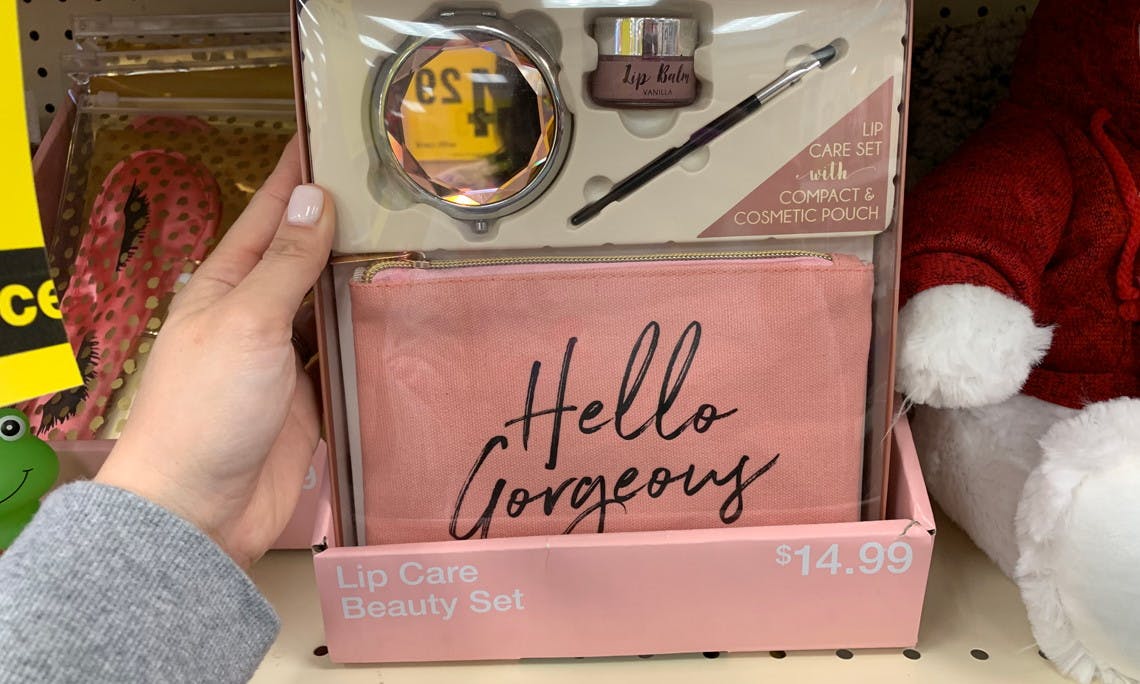 Lip Balm
VANILLA
LIP
CARE SET
with
COMPACT &
COSMETIC POUCH
Hello
Gorgeous
Lip Care
Beauty Set
$14.99